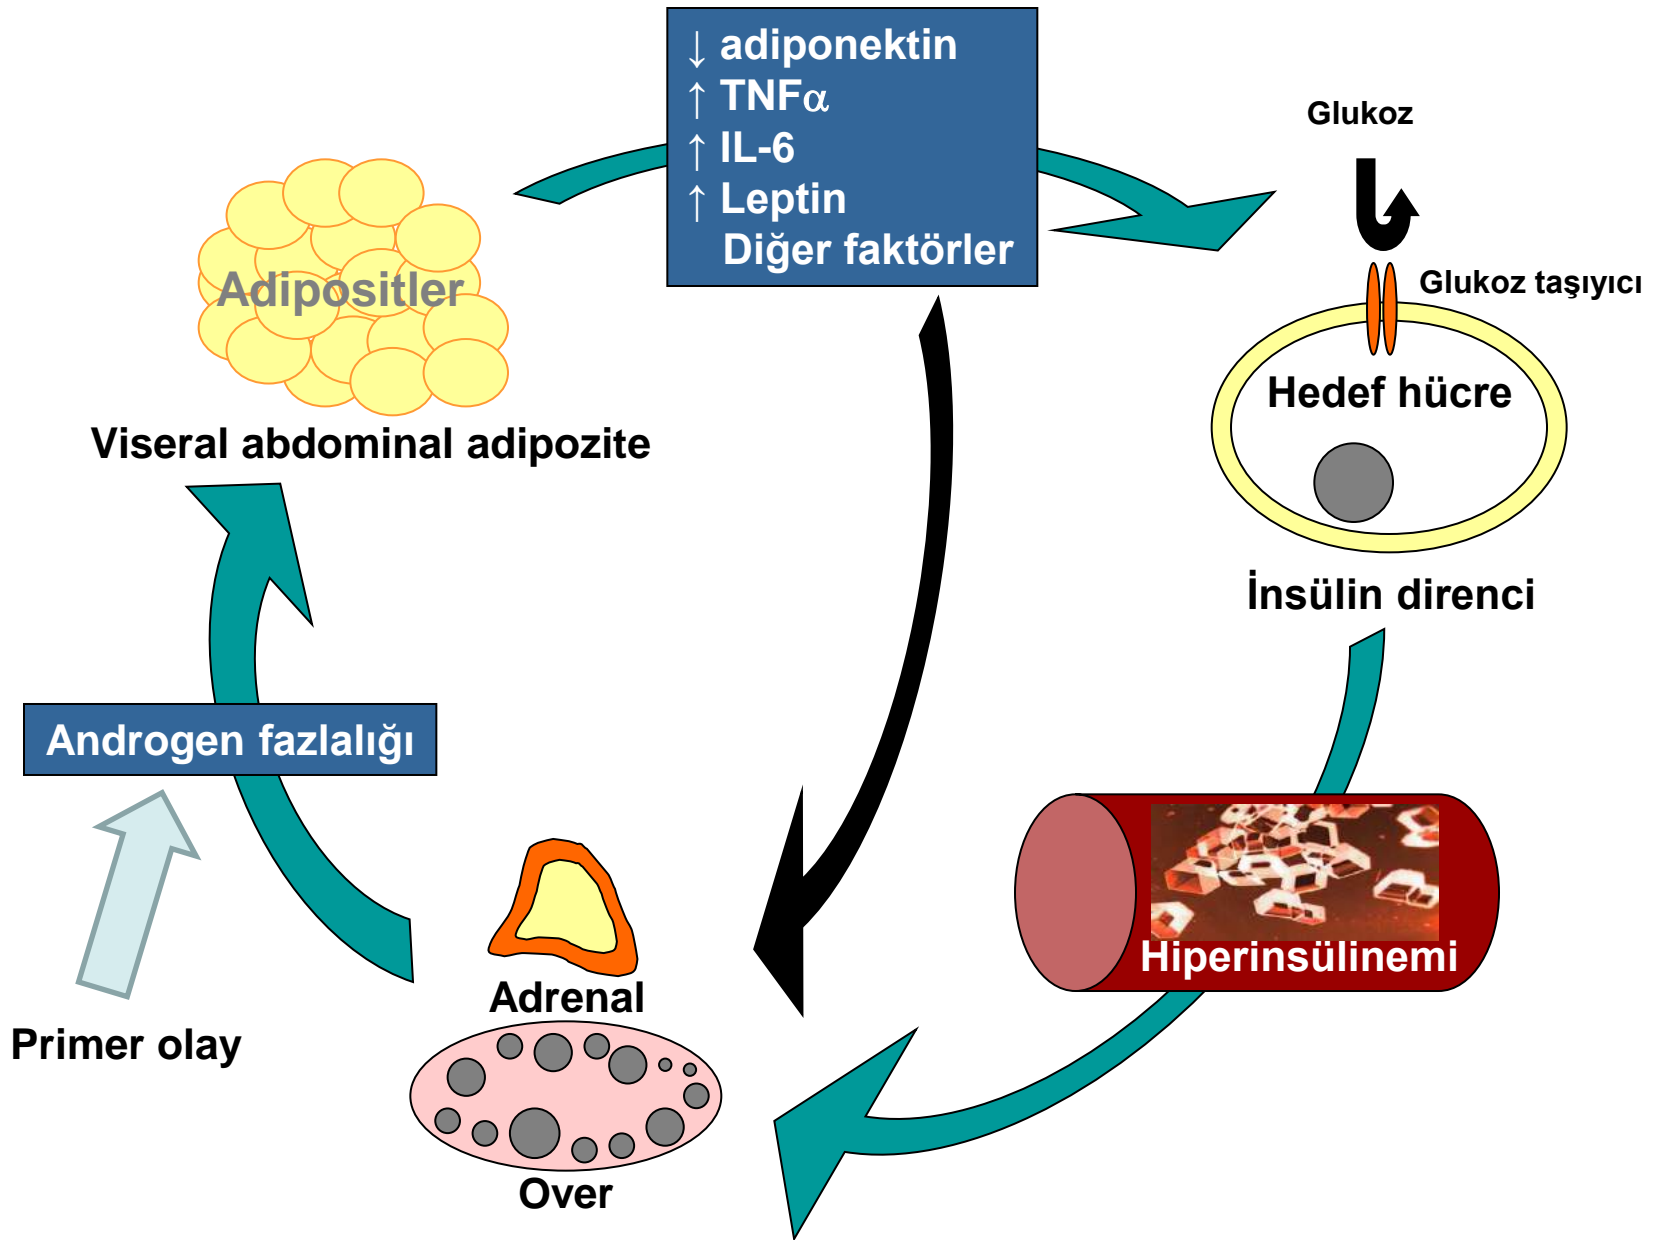 ↓ adiponektin
↑ TNFα
↑ IL-6
↑ Leptin
Diğer faktörler
Glukoz
Glukoz taşıyıcı
Adipositler
Hedef hücre
Viseral abdominal adipozite
İnsülin direnci
Androgen fazlalığı
Hiperinsülinemi
Adrenal
Primer olay
Over